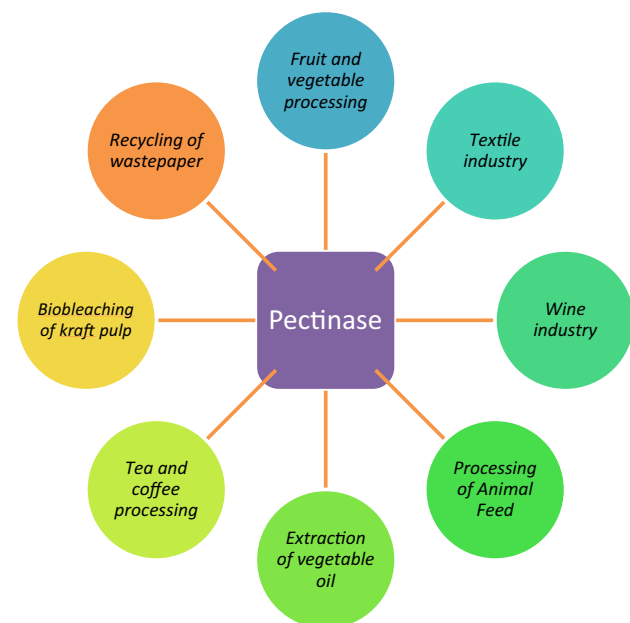 Fruit and
vegetable
processing
Textile
industry
Wine
industry
Processing
of Animal
Feed
Extraction
of vegetable
oil
Tea and
coffee
processing
Biobleaching
of kraft pulp
Recycling of
wastepaper
Pectinase